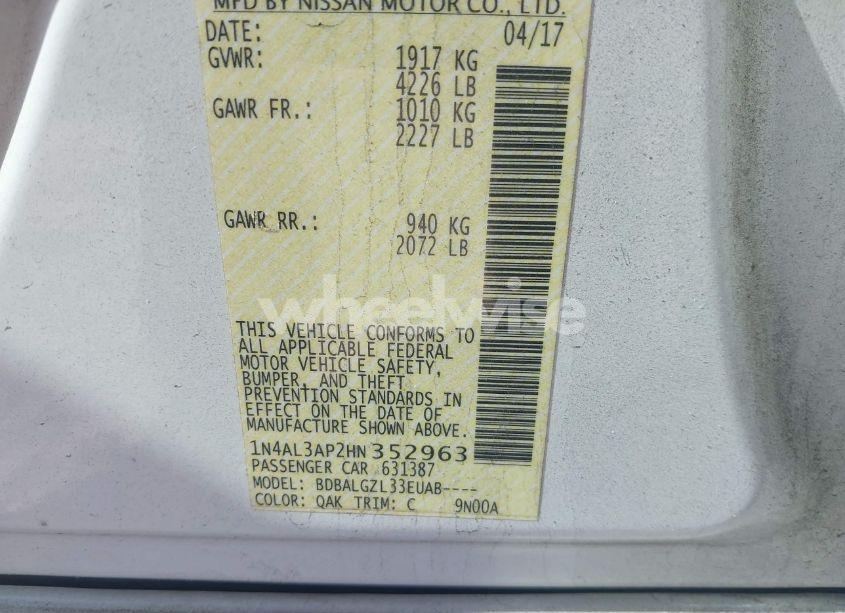 MFD BY NISSAN MOTOR CO., LTD.
DATE: 04/17
GVWR: 1917 KG
4226 LB
GAWR FR.: 1010 KG
2227 LB
GAWR RR.: 940 KG
2072 LB
wheelwise
THIS VEHICLE CONFORMS TO
ALL APPLICABLE FEDERAL
MOTOR VEHICLE SAFETY,
BUMPER, AND THEFT
PREVENTION STANDARDS IN
EFFECT ON THE DATE OF
MANUFACTURE SHOWN ABOVE.
1N4AL3AP2HN352963
PASSENGER CAR 631387
MODEL: BDBALGZL33EUAB----
COLOR: QAK TRIM: C 9N00A